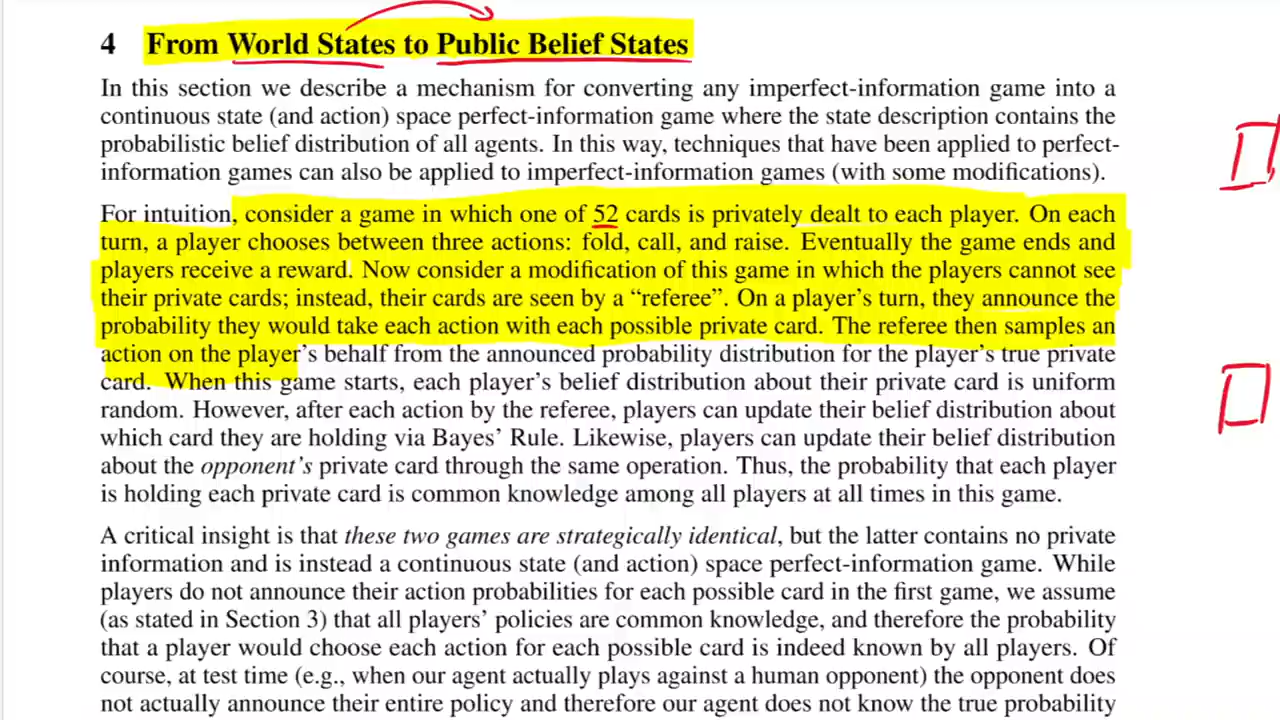 4 From World States to Public Belief States
In this section we describe a mechanism for converting any imperfect-information game into a
continuous state (and action) space perfect-information game where the state description contains the
probabilistic belief distribution of all agents. In this way, techniques that have been applied to perfect-
information games can also be applied to imperfect-information games (with some modifications).
For intuition, consider a game in which one of 52 cards is privately dealt to each player. On each
turn, a player chooses between three actions: fold, call, and raise. Eventually the game ends and
players receive a reward. Now consider a modification of this game in which the players cannot see
their private cards; instead, their cards are seen by a “referee”. On a player’s turn, they announce the
probability they would take each action with each possible private card. The referee then samples an
action on the player’s behalf from the announced probability distribution for the player’s true private
card. When this game starts, each player’s belief distribution about their private card is uniform
random. However, after each action by the referee, players can update their belief distribution about
which card they are holding via Bayes’ Rule. Likewise, players can update their belief distribution
about the opponent’s private card through the same operation. Thus, the probability that each player
is holding each private card is common knowledge among all players at all times in this game.
A critical insight is that these two games are strategically identical, but the latter contains no private
information and is instead a continuous state (and action) space perfect-information game. While
players do not announce their action probabilities for each possible card in the first game, we assume
(as stated in Section 3) that all players’ policies are common knowledge, and therefore the probability
that a player would choose each action for each possible card is indeed known by all players. Of
course, at test time (e.g., when our agent actually plays against a human opponent) the opponent does
not actually announce their entire policy and therefore our agent does not know the true probability